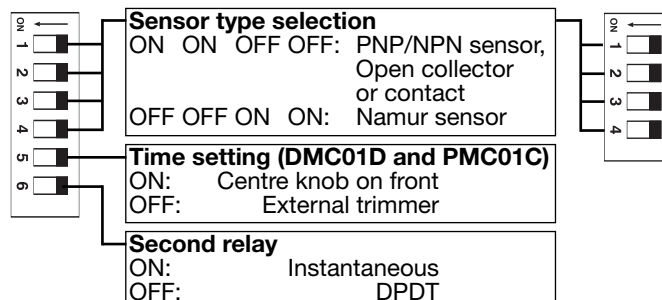 Sensor type selection
ON ON OFF OFF: PNP/NPN sensor,
Open collector
or contact
OFF OFF ON ON: Namur sensor
Time setting (DMC01D and PMC01C)
ON: Centre knob on front
OFF: External trimmer
Second relay
ON: Instantaneous
OFF: DPDT
ON
1
2
3
4
5
6
ON
1
2
3
4